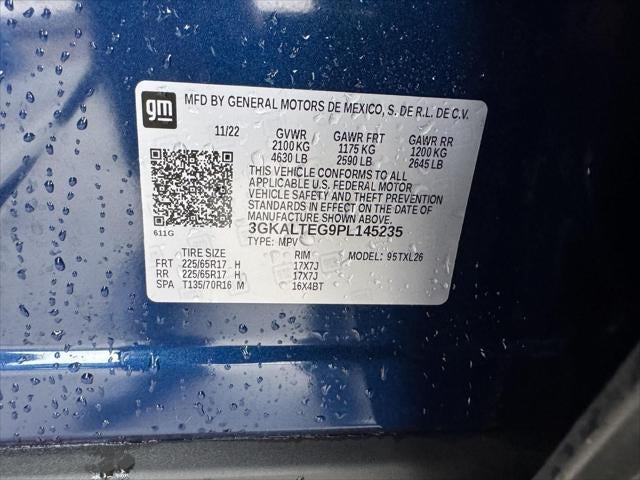 gm MFD BY GENERAL MOTORS DE MEXICO, S. DE R.L. DE C.V.
11/22 GVWR GAWR FRT GAWR RR
2100 KG 1175 KG 1200 KG
4630 LB 2590 LB 2645 LB
THIS VEHICLE CONFORMS TO ALL
APPLICABLE U.S. FEDERAL MOTOR
VEHICLE SAFETY AND THEFT PREVENTION
STANDARDS IN EFFECT ON THE DATE OF
MANUFACTURE SHOWN ABOVE.
611G 3GKALTEG9PL145235
TYPE: MPV MODEL: 95TXL26
TIRE SIZE RIM
FRT 225/65R17 H 17X7J
RR 225/65R17 H 17X7J
SPA T135/70R16 M 16X4BT